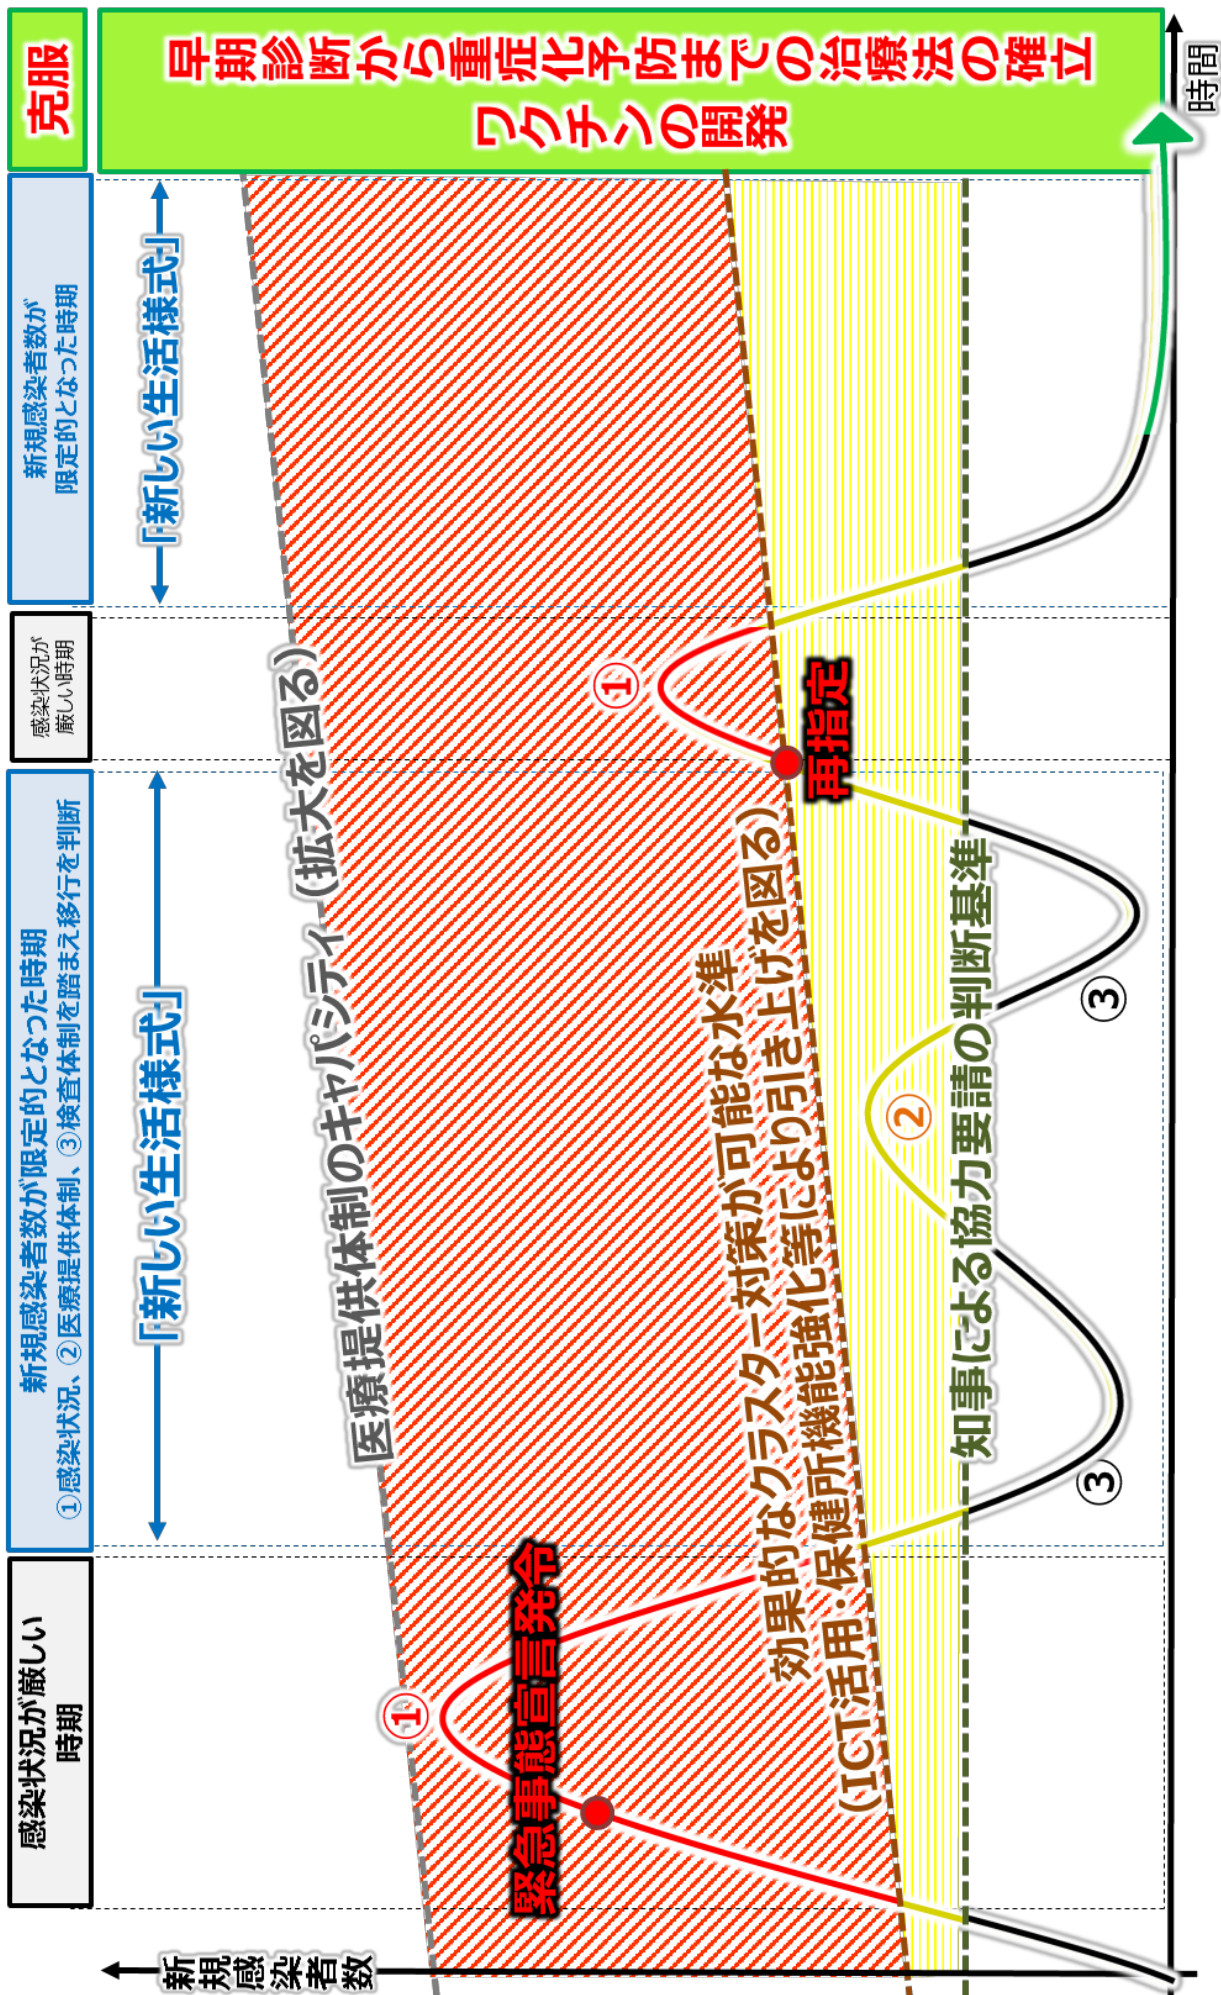 感染状況が厳しい
時期
新規感染者数が限定的となった時期
①感染状況、②医療提供体制、③検査体制を踏まえ移行を判断
感染状況が
厳しい時期
新規感染者数が
限定的となった時期
克服
「新しい生活様式」
「新しい生活様式」
早期診断から重症化予防までの治療法の確立
ワクチンの開発
新規感染者数
医療提供体制のキャパシティ(拡大を図る)
①
①
緊急事態宣言発令
効果的なクラスター対策が可能な水準
(ICT活用・保健所機能強化等により引き上げを図る)
再指定
②
知事による協力要請の判断基準
③
③
時間